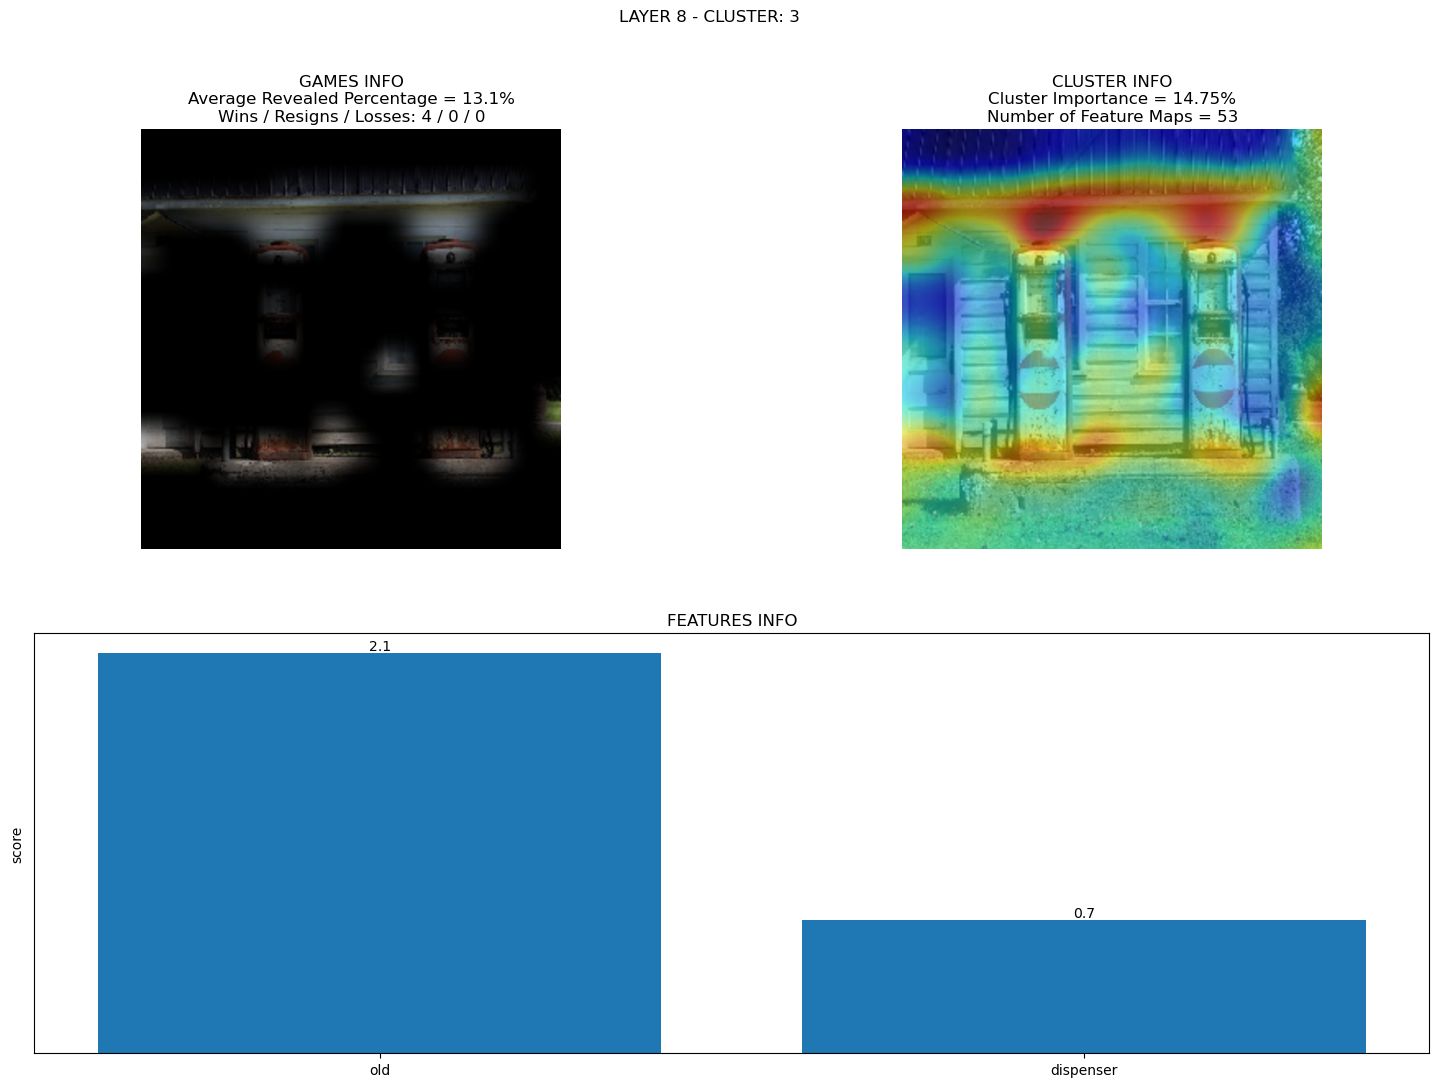 LAYER 8 - CLUSTER: 3
GAMES INFO
Average Revealed Percentage = 13.1%
Wins / Resigns / Losses: 4 / 0 / 0
CLUSTER INFO
Cluster Importance = 14.75%
Number of Feature Maps = 53
FEATURES INFO
score
2.1
0.7
old
dispenser